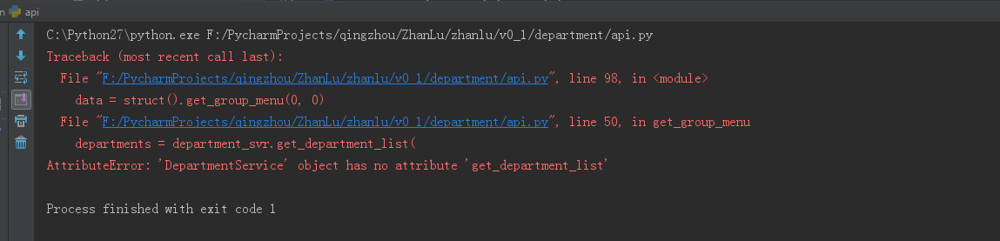 n api
C:\Python27\python.exe F:/PycharmProjects/qingzhou/ZhanLu/zhanlu/v0_1/department/api.py
Traceback (most recent call last):
File "F:/PycharmProjects/qingzhou/ZhanLu/zhanlu/v0_1/department/api.py", line 98, in <module>
data = struct().get_group_menu(0, 0)
File "F:/PycharmProjects/qingzhou/ZhanLu/zhanlu/v0_1/department/api.py", line 50, in get_group_menu
departments = department_svr.get_department_list(
AttributeError: 'DepartmentService' object has no attribute 'get_department_list'
Process finished with exit code 1